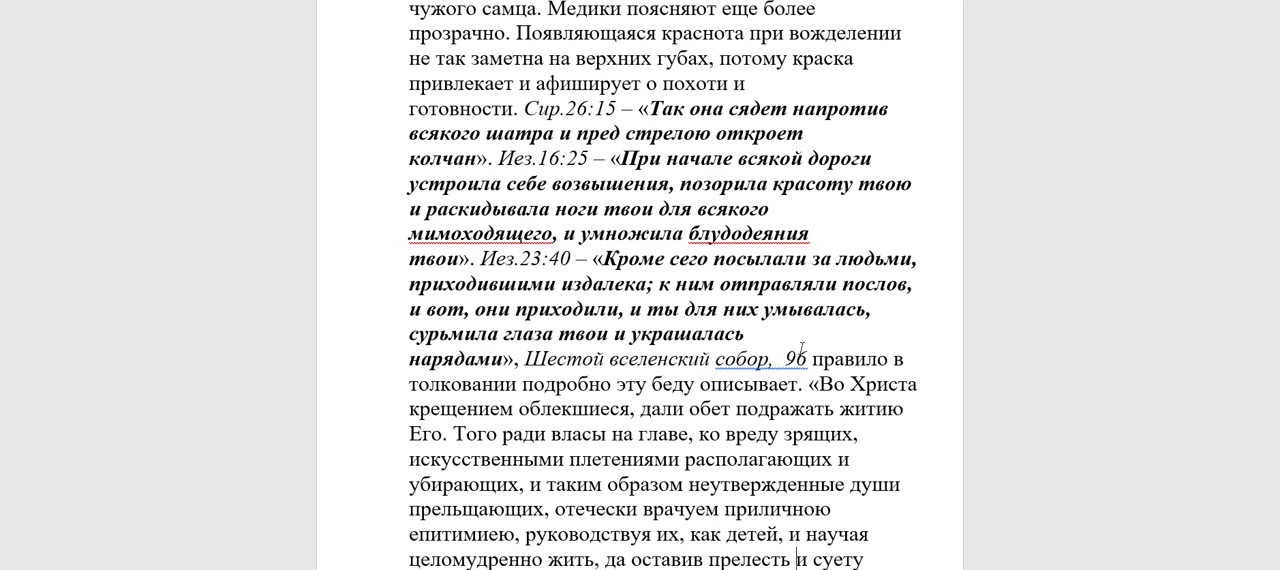 чужого самца. Медики поясняют еще более
прозрачно. Появляющаяся краснота при вожделении
не так заметна на верхних губах, потому краска
привлекает и афиширует о похоти и
готовности. Сир.26:15 – «Так она сядет напротив
всякого шатра и пред стрелою откроет
колчан». Иез.16:25 – «При начале всякой дороги
устроила себе возвышения, позорила красоту твою
и раскидывала ноги твои для всякого
мимоходящего, и умножила блудодеяния
твои». Иез.23:40 – «Кроме сего посылали за людьми,
приходившими издалека; к ним отправляли послов,
и вот, они приходили, и ты для них умывалась,
сурьмила глаза твои и украшалась
нарядами», Шестой вселенский собор,  96 правило в
толковании подробно эту беду описывает. «Во Христа
крещением облекшиеся, дали обет подражать житию
Его. Того ради власы на главе, ко вреду зрящих,
искусственными плетениями располагающих и
убирающих, и таким образом неутвержденные души
прельщающих, отечески врачуем приличною
епитимиею, руководствуя их, как детей, и научая
целомудренно жить, да оставив прелесть и суету